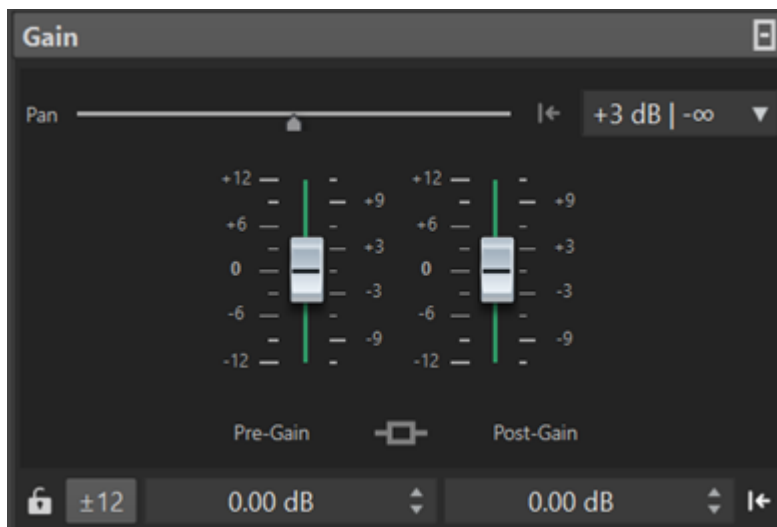 Gain
Pan
+3 dB | -∞
+12 +12
+9 +9
+6 +6
+3 +3
0 0
-3 -3
-6 -6
-9 -9
-12 -12
Pre-Gain Post-Gain
±12 0.00 dB 0.00 dB